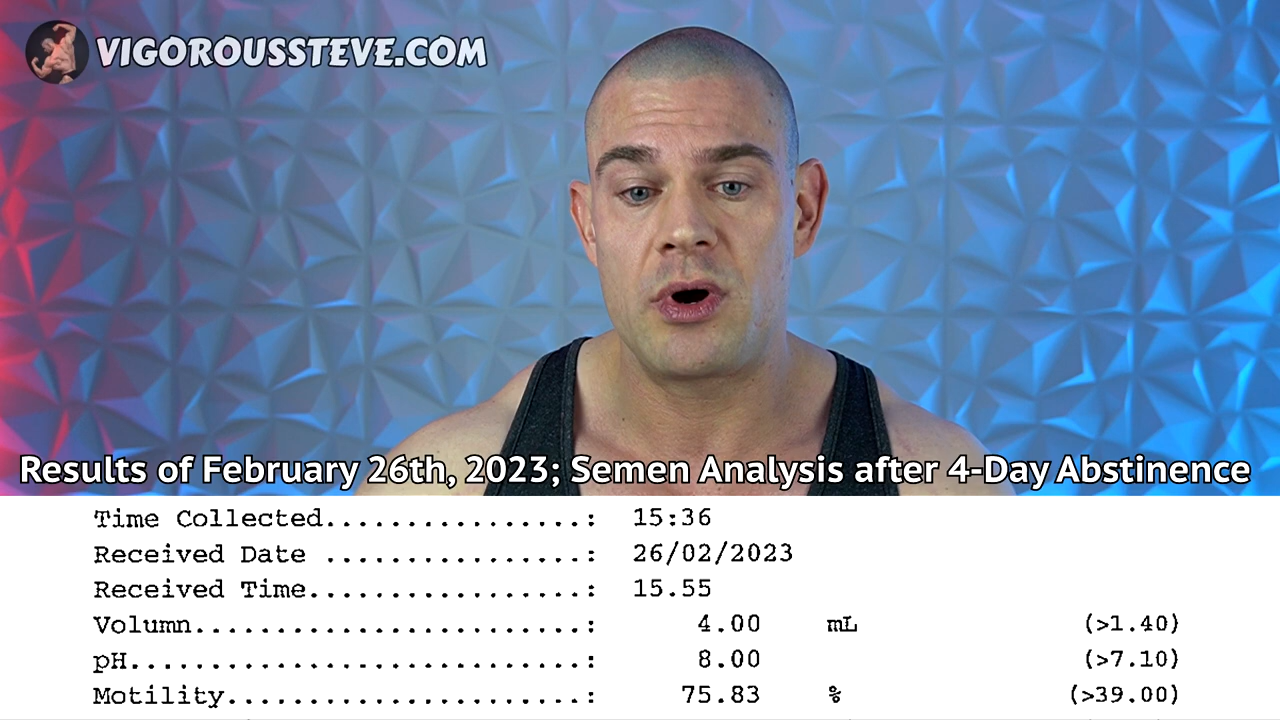 VIGOROUSSTEVE.COM
Results of February 26th, 2023; Semen Analysis after 4-Day Abstinence
Time Collected................: 15:36
Received Date ................: 26/02/2023
Received Time.................: 15.55
Volumn........................: 4.00 mL (>1.40)
pH............................: 8.00 (>7.10)
Motility......................: 75.83 % (>39.00)